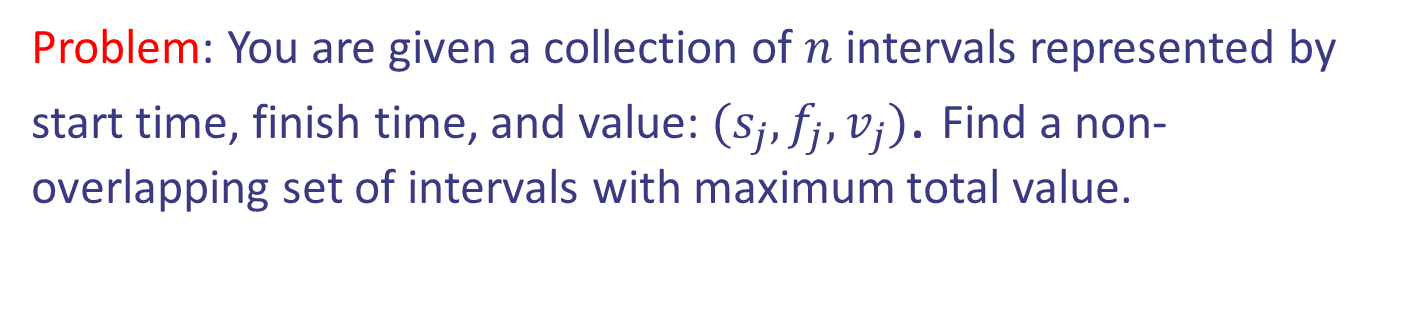 Problem: You are given a collection of 𝑛 intervals represented by
start time, finish time, and value: (𝑠𝑗, 𝑓𝑗, 𝑣𝑗). Find a non-
overlapping set of intervals with maximum total value.